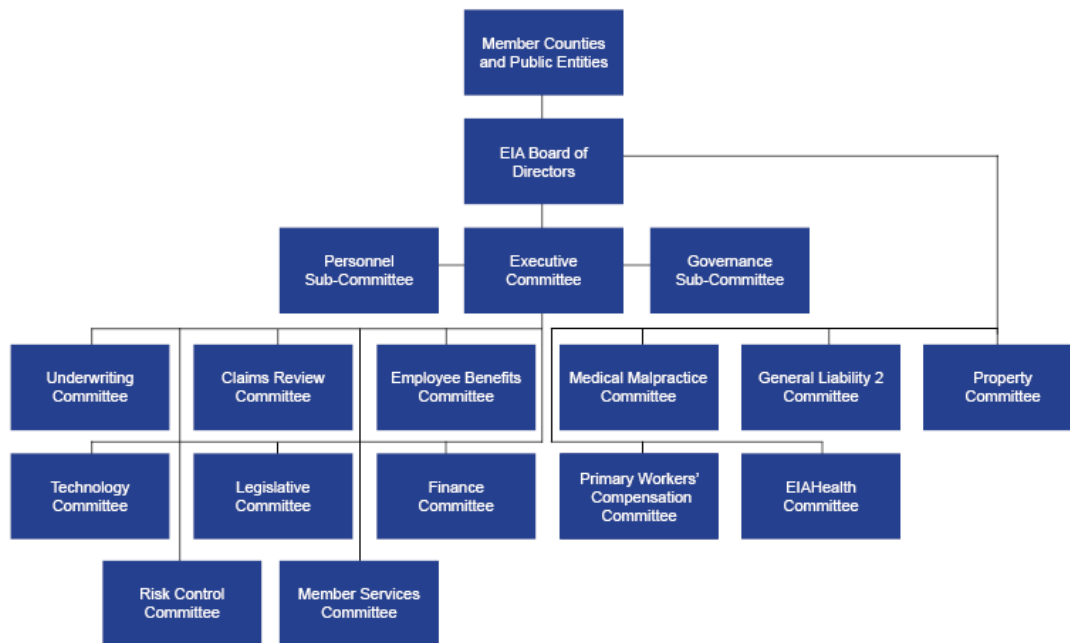 Member Counties
and Public Entities
EIA Board of
Directors
Personnel
Sub-Committee
Executive
Committee
Governance
Sub-Committee
Underwriting
Committee
Claims Review
Committee
Employee Benefits
Committee
Medical Malpractice
Committee
General Liability 2
Committee
Property
Committee
Technology
Committee
Legislative
Committee
Finance
Committee
Primary Workers'
Compensation
Committee
EIAHealth
Committee
Risk Control
Committee
Member Services
Committee